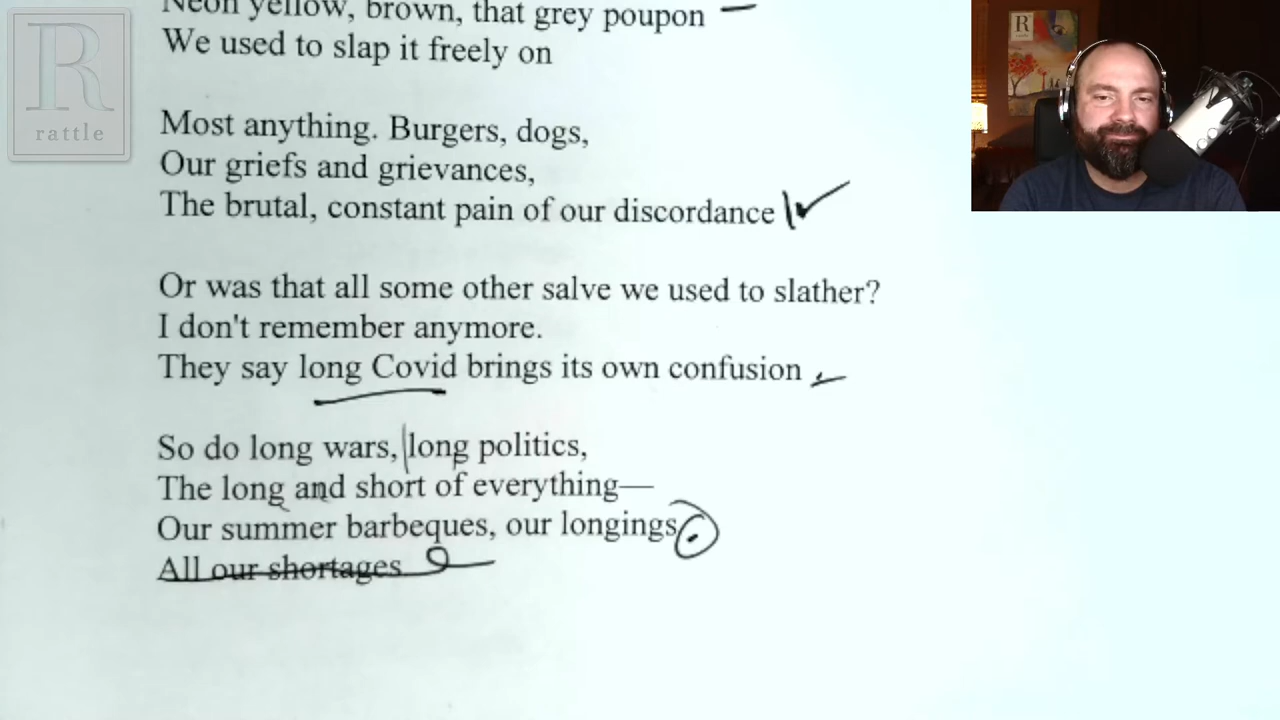 Neon yellow, brown, that grey poupon
We used to slap it freely on
Most anything. Burgers, dogs,
Our griefs and grievances,
The brutal, constant pain of our discordance
Or was that all some other salve we used to slather?
I don't remember anymore.
They say long Covid brings its own confusion
So do long wars, long politics,
The long and short of everything—
Our summer barbeques, our longings.
All our shortages
R
rattle
R